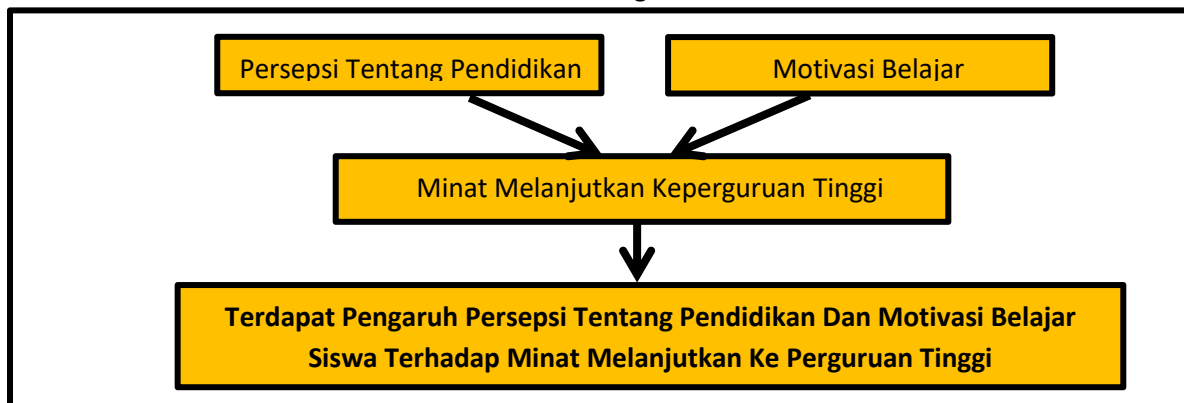 Persepsi Tentang Pendidikan
Motivasi Belajar
Minat Melanjutkan Keperguruan Tinggi
Terdapat Pengaruh Persepsi Tentang Pendidikan Dan Motivasi Belajar
Siswa Terhadap Minat Melanjutkan Ke Perguruan Tinggi